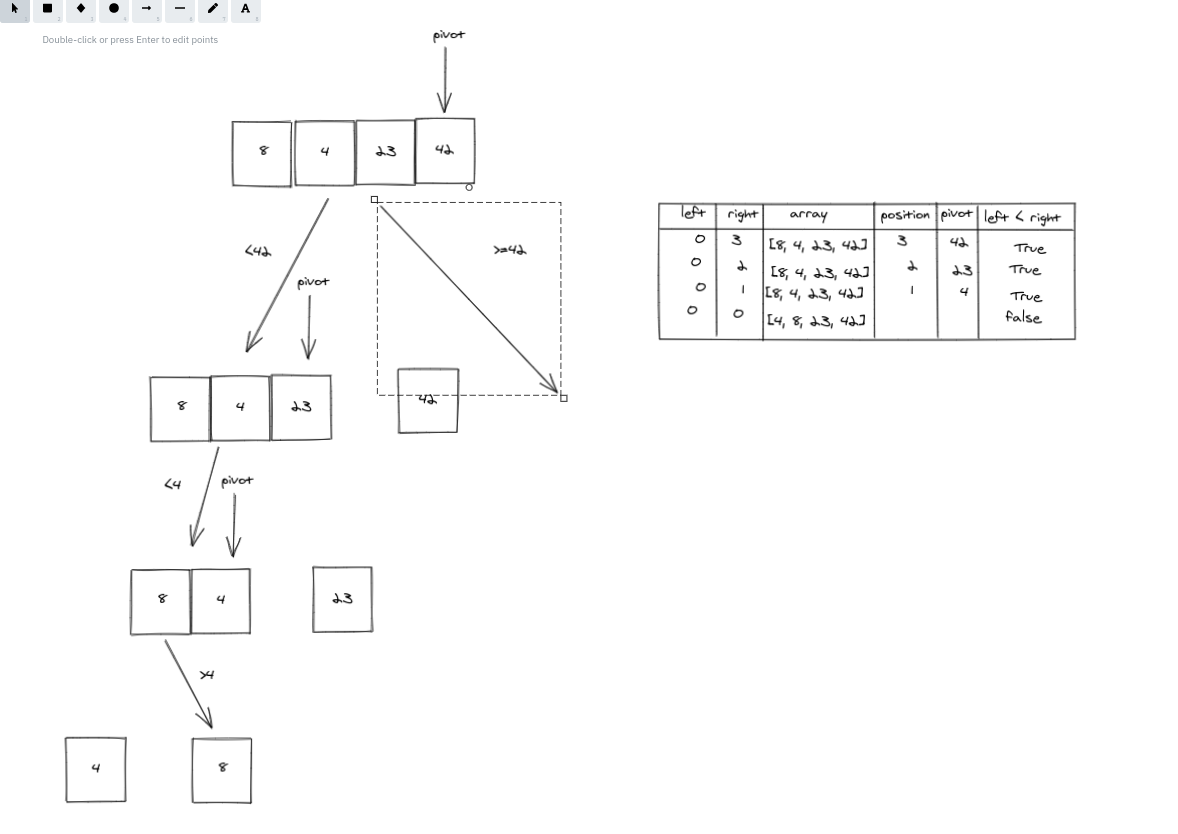 A
Double-click or press Enter to edit points
pivot
8 4 23 42
<42
>=42
pivot
8 4 23
42
<4
pivot
8 4
23
>4
4
8
left right array position pivot left < right
0 3 [8, 4, 23, 42] 3 42 True
0 2 [8, 4, 23, 42] 2 23 True
0 1 [8, 4, 23, 42] 1 4 True
0 0 [4, 8, 23, 42] false